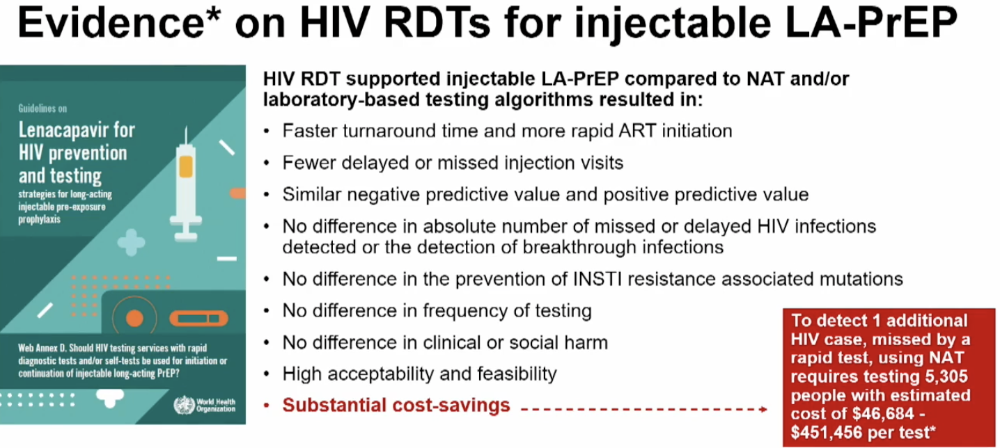 Evidence* on HIV RDTs for injectable LA-PrEP
Guidelines on
Lenacapavir for
HIV prevention
and testing
strategies for long-acting
injectable pre-exposure
prophylaxis
Web Annex D. Should HIV testing services with rapid
diagnostic tests and/or self-tests be used for initiation or
continuation of injectable long-acting PrEP?
World Health
Organization
HIV RDT supported injectable LA-PrEP compared to NAT and/or
laboratory-based testing algorithms resulted in:
• Faster turnaround time and more rapid ART initiation
• Fewer delayed or missed injection visits
• Similar negative predictive value and positive predictive value
• No difference in absolute number of missed or delayed HIV infections
detected or the detection of breakthrough infections
• No difference in the prevention of INSTI resistance associated mutations
• No difference in frequency of testing
• No difference in clinical or social harm
• High acceptability and feasibility
• Substantial cost-savings
To detect 1 additional
HIV case, missed by a
rapid test, using NAT
requires testing 5,305
people with estimated
cost of $46,684 -
$451,456 per test*